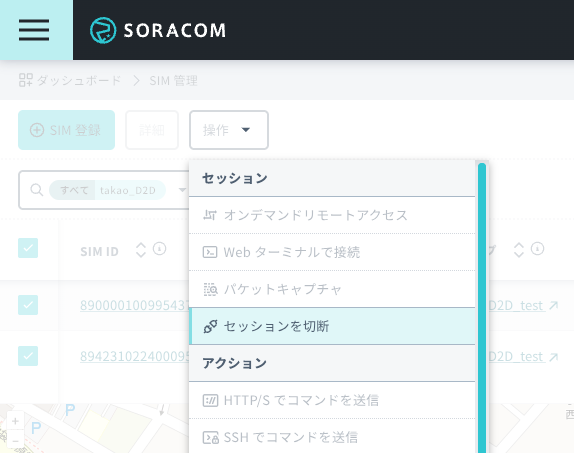 SORACOM
ダッシュボード > SIM 管理
SIM 登録 詳細 操作
すべて takao_D2D
セッション
オンデマンドリモートアクセス
SIM ID
Web ターミナルで接続
パケットキャプチャ
8900001009954 D2D_test
セッションを切断
アクション
89423102240009 D2D_test
HTTP/S でコマンドを送信
P
P
西
SSH でコマンドを送信